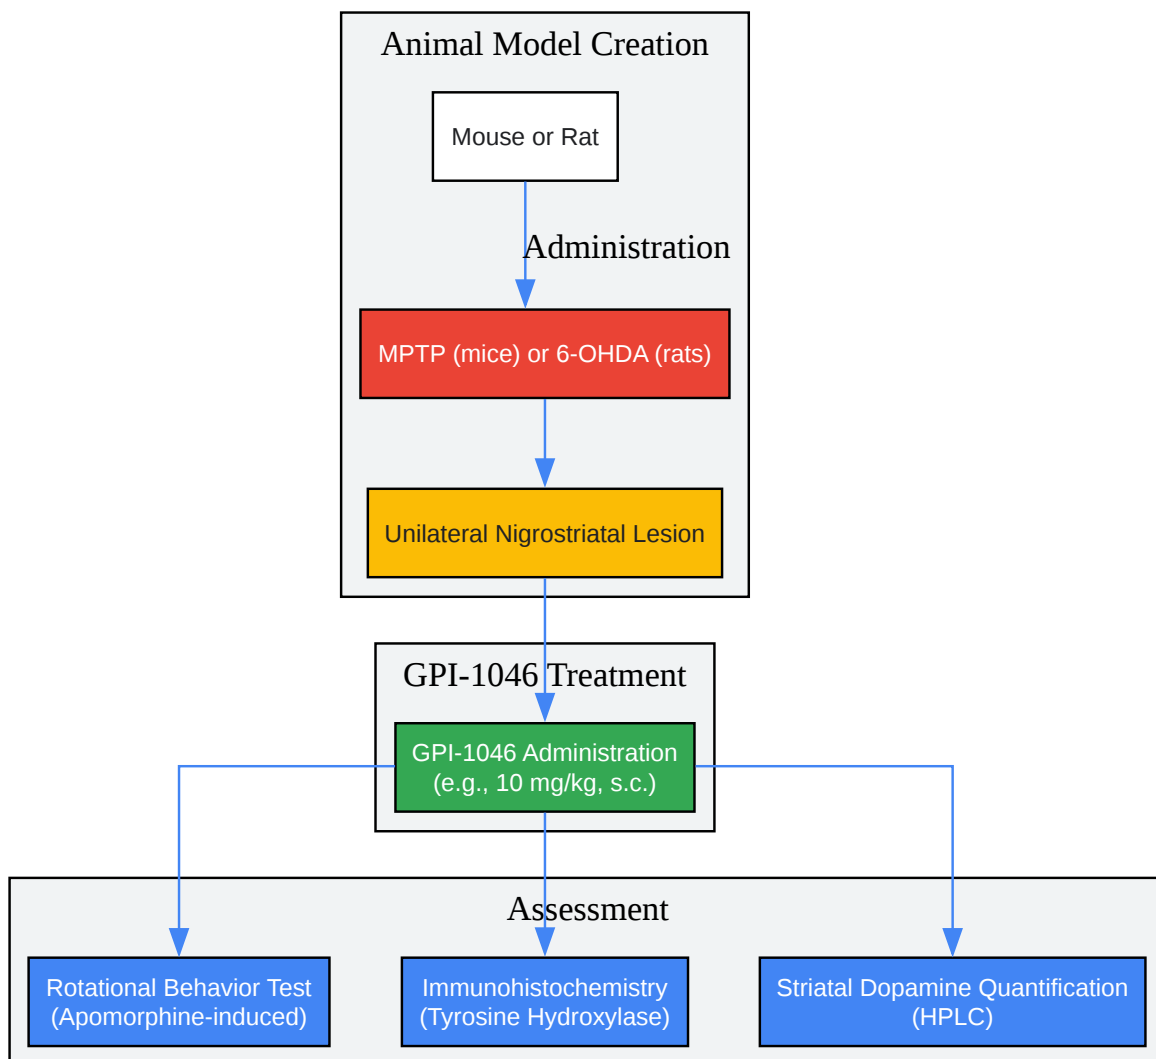 Animal Model Creation
Mouse or Rat
Administration
MPTP (mice) or 6-OHDA (rats)
Unilateral Nigrostriatal Lesion
GPI-1046 Treatment
GPI-1046 Administration
(e.g., 10 mg/kg, s.c.)
Assessment
Rotational Behavior Test
(Apomorphine-induced)
Immunohistochemistry
(Tyrosine Hydroxylase)
Striatal Dopamine Quantification
(HPLC)